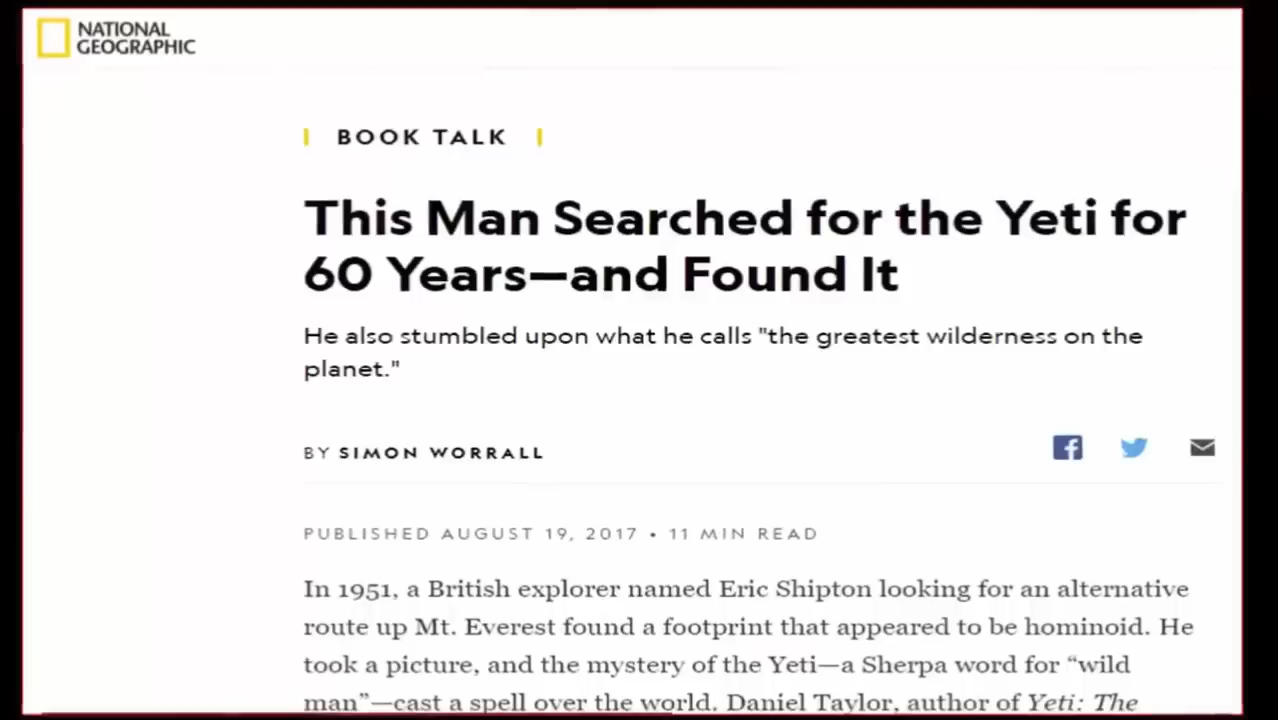 NATIONAL
GEOGRAPHIC
BOOK TALK
This Man Searched for the Yeti for
60 Years—and Found It
He also stumbled upon what he calls "the greatest wilderness on the
planet."
BY SIMON WORRALL
PUBLISHED AUGUST 19, 2017 • 11 MIN READ
In 1951, a British explorer named Eric Shipton looking for an alternative
route up Mt. Everest found a footprint that appeared to be hominoid. He
took a picture, and the mystery of the Yeti—a Sherpa word for “wild
man”—cast a spell over the world. Daniel Taylor, author of Yeti: The